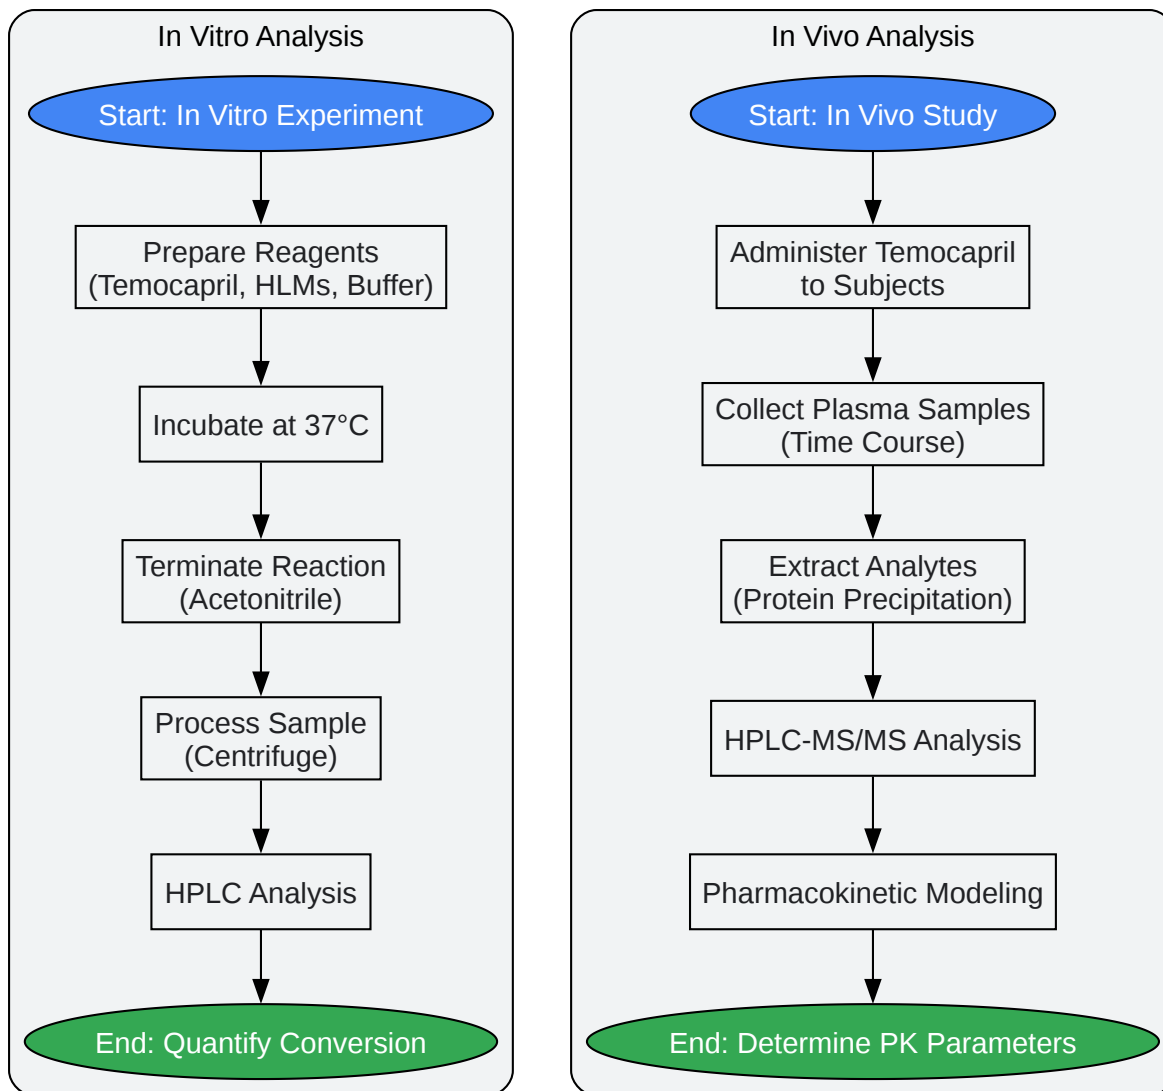 In Vitro Analysis
Start: In Vitro Experiment
Prepare Reagents
(Temocapril, HLMs, Buffer)
Incubate at 37°C
Terminate Reaction
(Acetonitrile)
Process Sample
(Centrifuge)
HPLC Analysis
End: Quantify Conversion
In Vivo Analysis
Start: In Vivo Study
Administer Temocapril
to Subjects
Collect Plasma Samples
(Time Course)
Extract Analytes
(Protein Precipitation)
HPLC-MS/MS Analysis
Pharmacokinetic Modeling
End: Determine PK Parameters